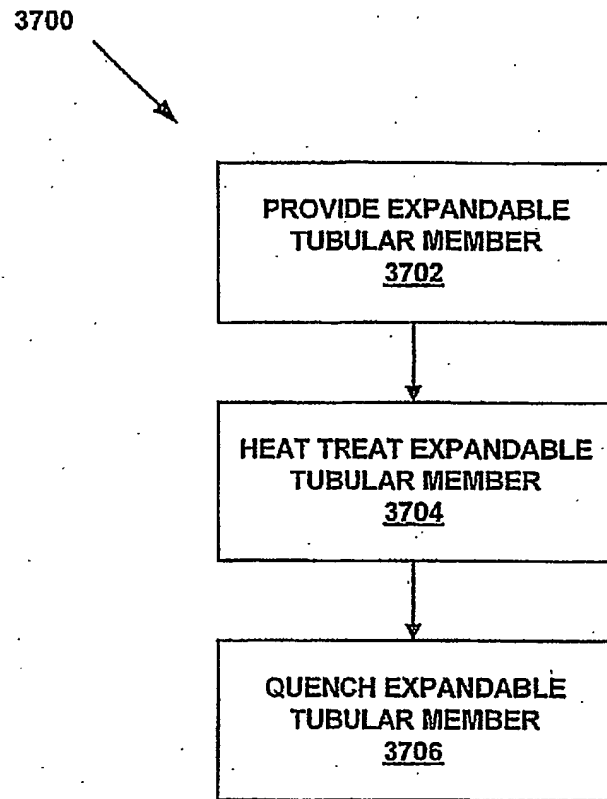 3700
PROVIDE EXPANDABLE
TUBULAR MEMBER
3702
HEAT TREAT EXPANDABLE
TUBULAR MEMBER
3704
QUENCH EXPANDABLE
TUBULAR MEMBER
3706